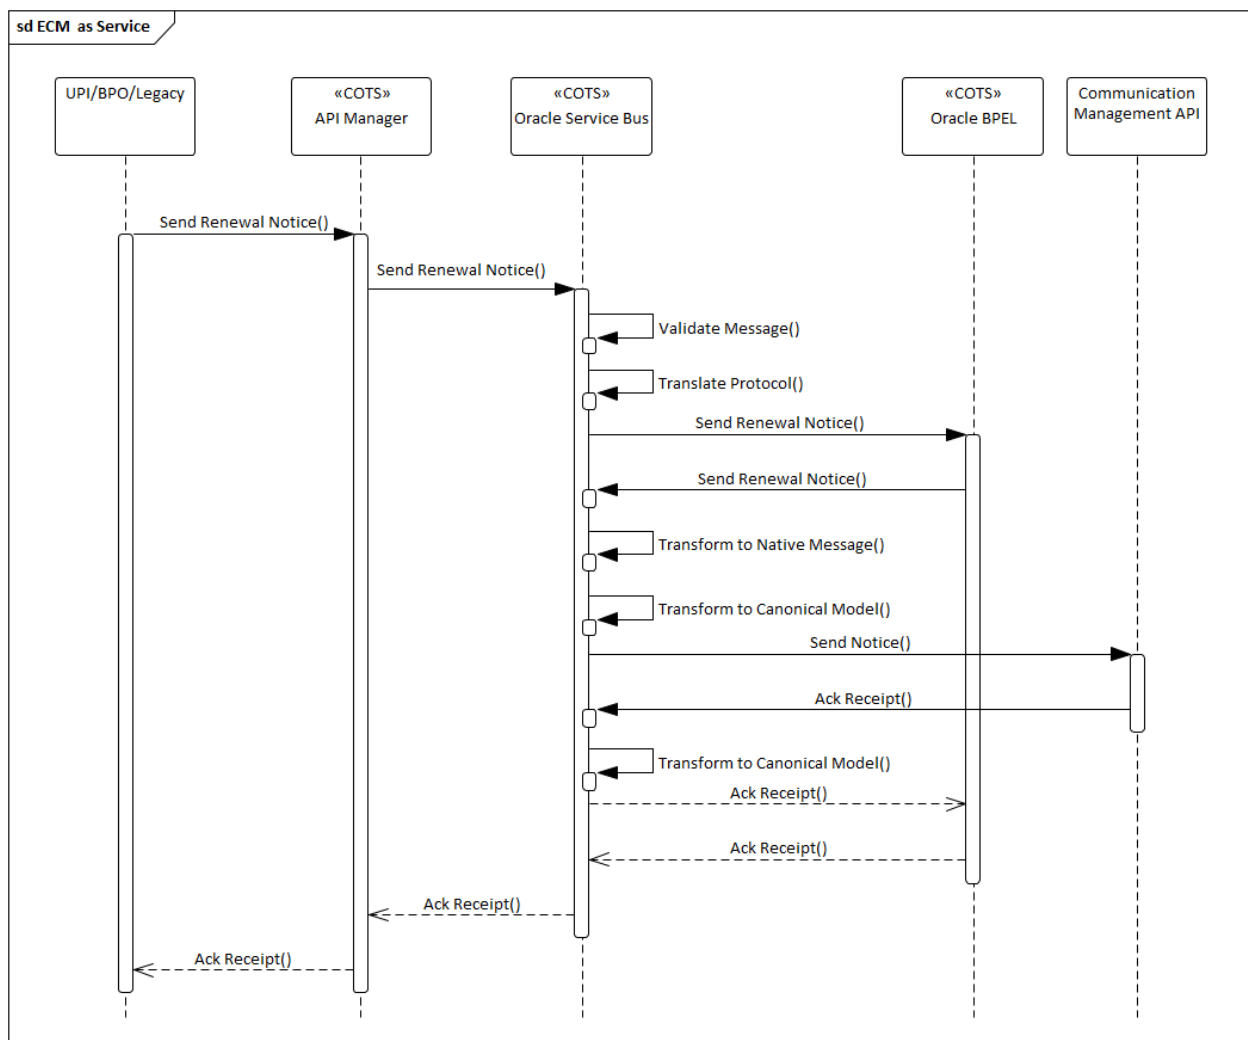 sd ECM as Service
UPI/BPO/Legacy
«COTS»
API Manager
«COTS»
Oracle Service Bus
«COTS»
Oracle BPEL
Communication
Management API
Send Renewal Notice()
Send Renewal Notice()
Validate Message()
Translate Protocol()
Send Renewal Notice()
Send Renewal Notice()
Transform to Native Message()
Transform to Canonical Model()
Send Notice()
Ack Receipt()
Transform to Canonical Model()
Ack Receipt()
Ack Receipt()
Ack Receipt()
Ack Receipt()